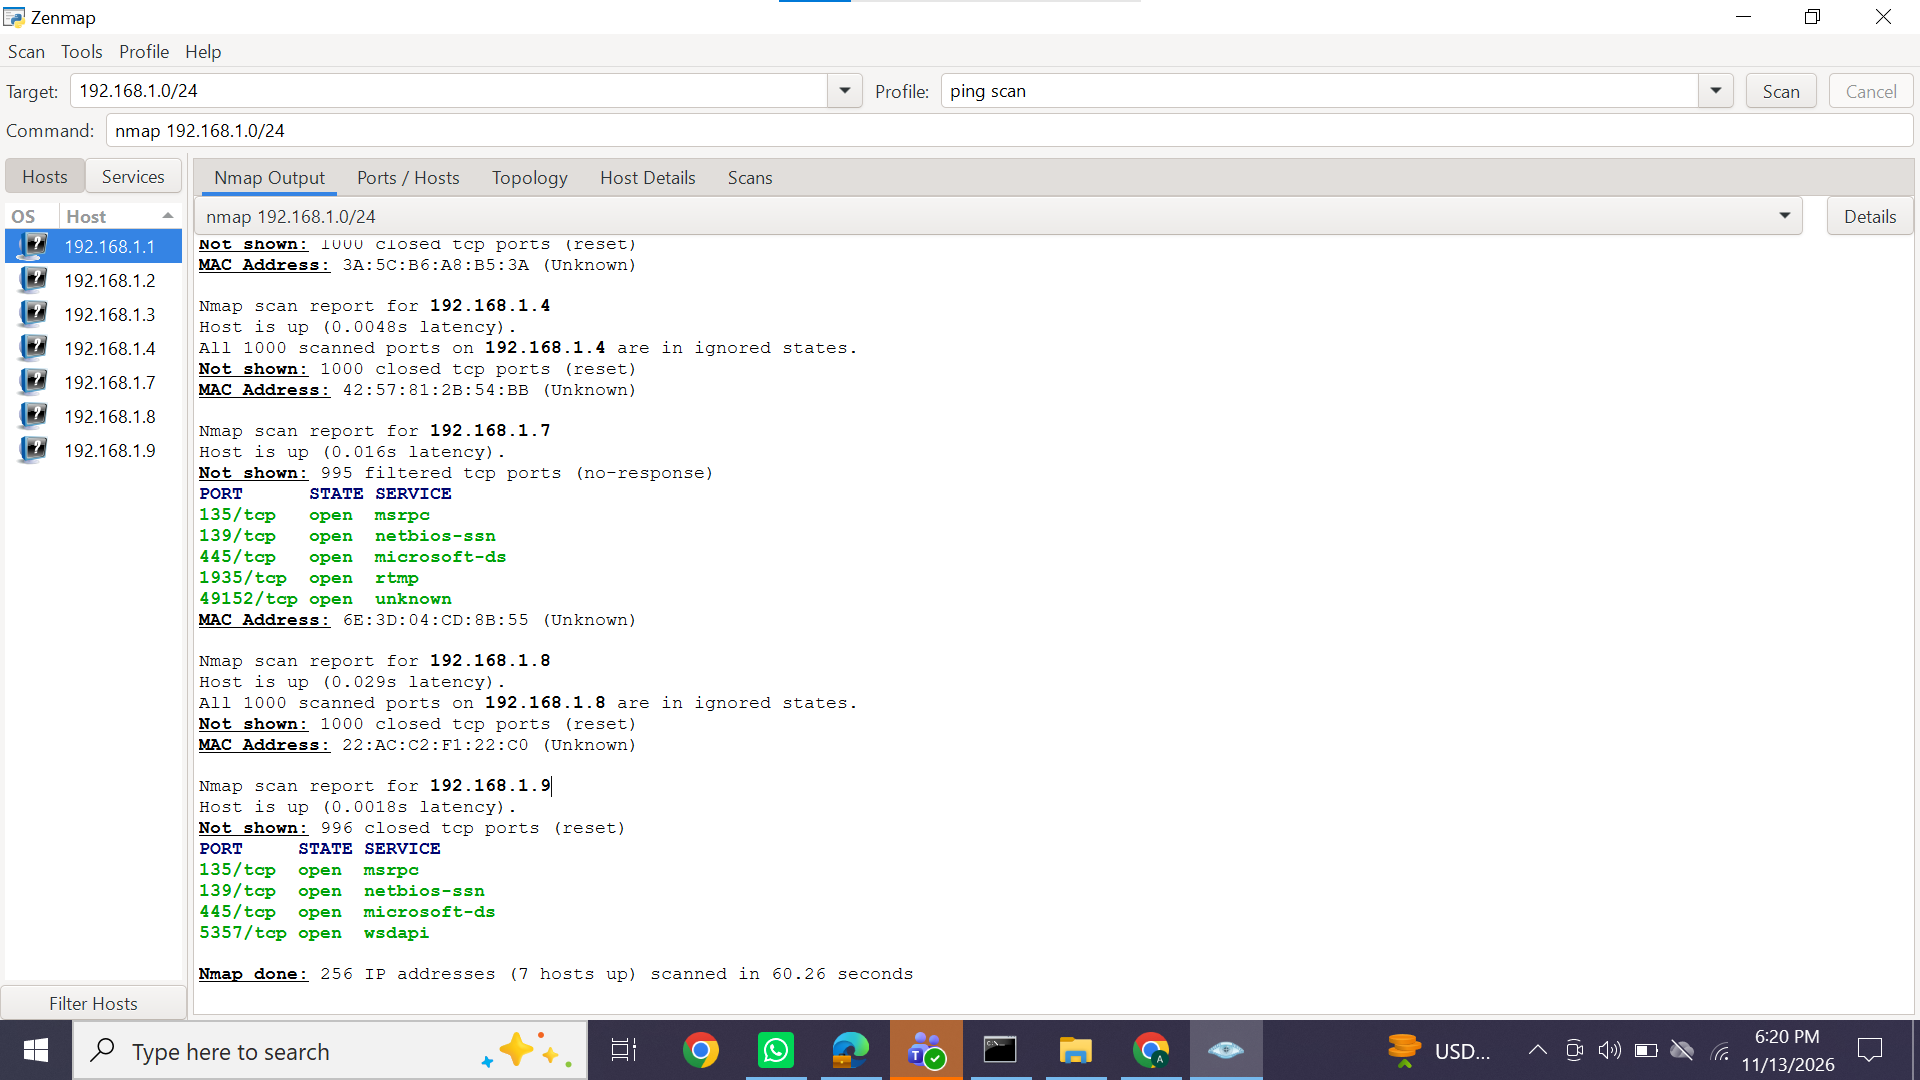 Zenmap
Scan Tools Profile Help
Target: 192.168.1.0/24 Profile: ping scan Scan Cancel
Command: nmap 192.168.1.0/24
Hosts Services
OS Host
192.168.1.1
192.168.1.2
192.168.1.3
192.168.1.4
192.168.1.7
192.168.1.8
192.168.1.9
Filter Hosts
Nmap Output Ports / Hosts Topology Host Details Scans
nmap 192.168.1.0/24 Details
Not shown: 1000 closed tcp ports (reset)
MAC Address: 3A:5C:B6:A8:B5:3A (Unknown)
Nmap scan report for 192.168.1.4
Host is up (0.0048s latency).
All 1000 scanned ports on 192.168.1.4 are in ignored states.
Not shown: 1000 closed tcp ports (reset)
MAC Address: 42:57:81:2B:54:BB (Unknown)
Nmap scan report for 192.168.1.7
Host is up (0.016s latency).
Not shown: 995 filtered tcp ports (no-response)
PORT STATE SERVICE
135/tcp open msrpc
139/tcp open netbios-ssn
445/tcp open microsoft-ds
1935/tcp open rtmp
49152/tcp open unknown
MAC Address: 6E:3D:04:CD:8B:55 (Unknown)
Nmap scan report for 192.168.1.8
Host is up (0.029s latency).
All 1000 scanned ports on 192.168.1.8 are in ignored states.
Not shown: 1000 closed tcp ports (reset)
MAC Address: 22:AC:C2:F1:22:C0 (Unknown)
Nmap scan report for 192.168.1.9
Host is up (0.0018s latency).
Not shown: 996 closed tcp ports (reset)
PORT STATE SERVICE
135/tcp open msrpc
139/tcp open netbios-ssn
445/tcp open microsoft-ds
5357/tcp open wsdapi
Nmap done: 256 IP addresses (7 hosts up) scanned in 60.26 seconds
Type here to search
USD...
6:20 PM
11/13/2026